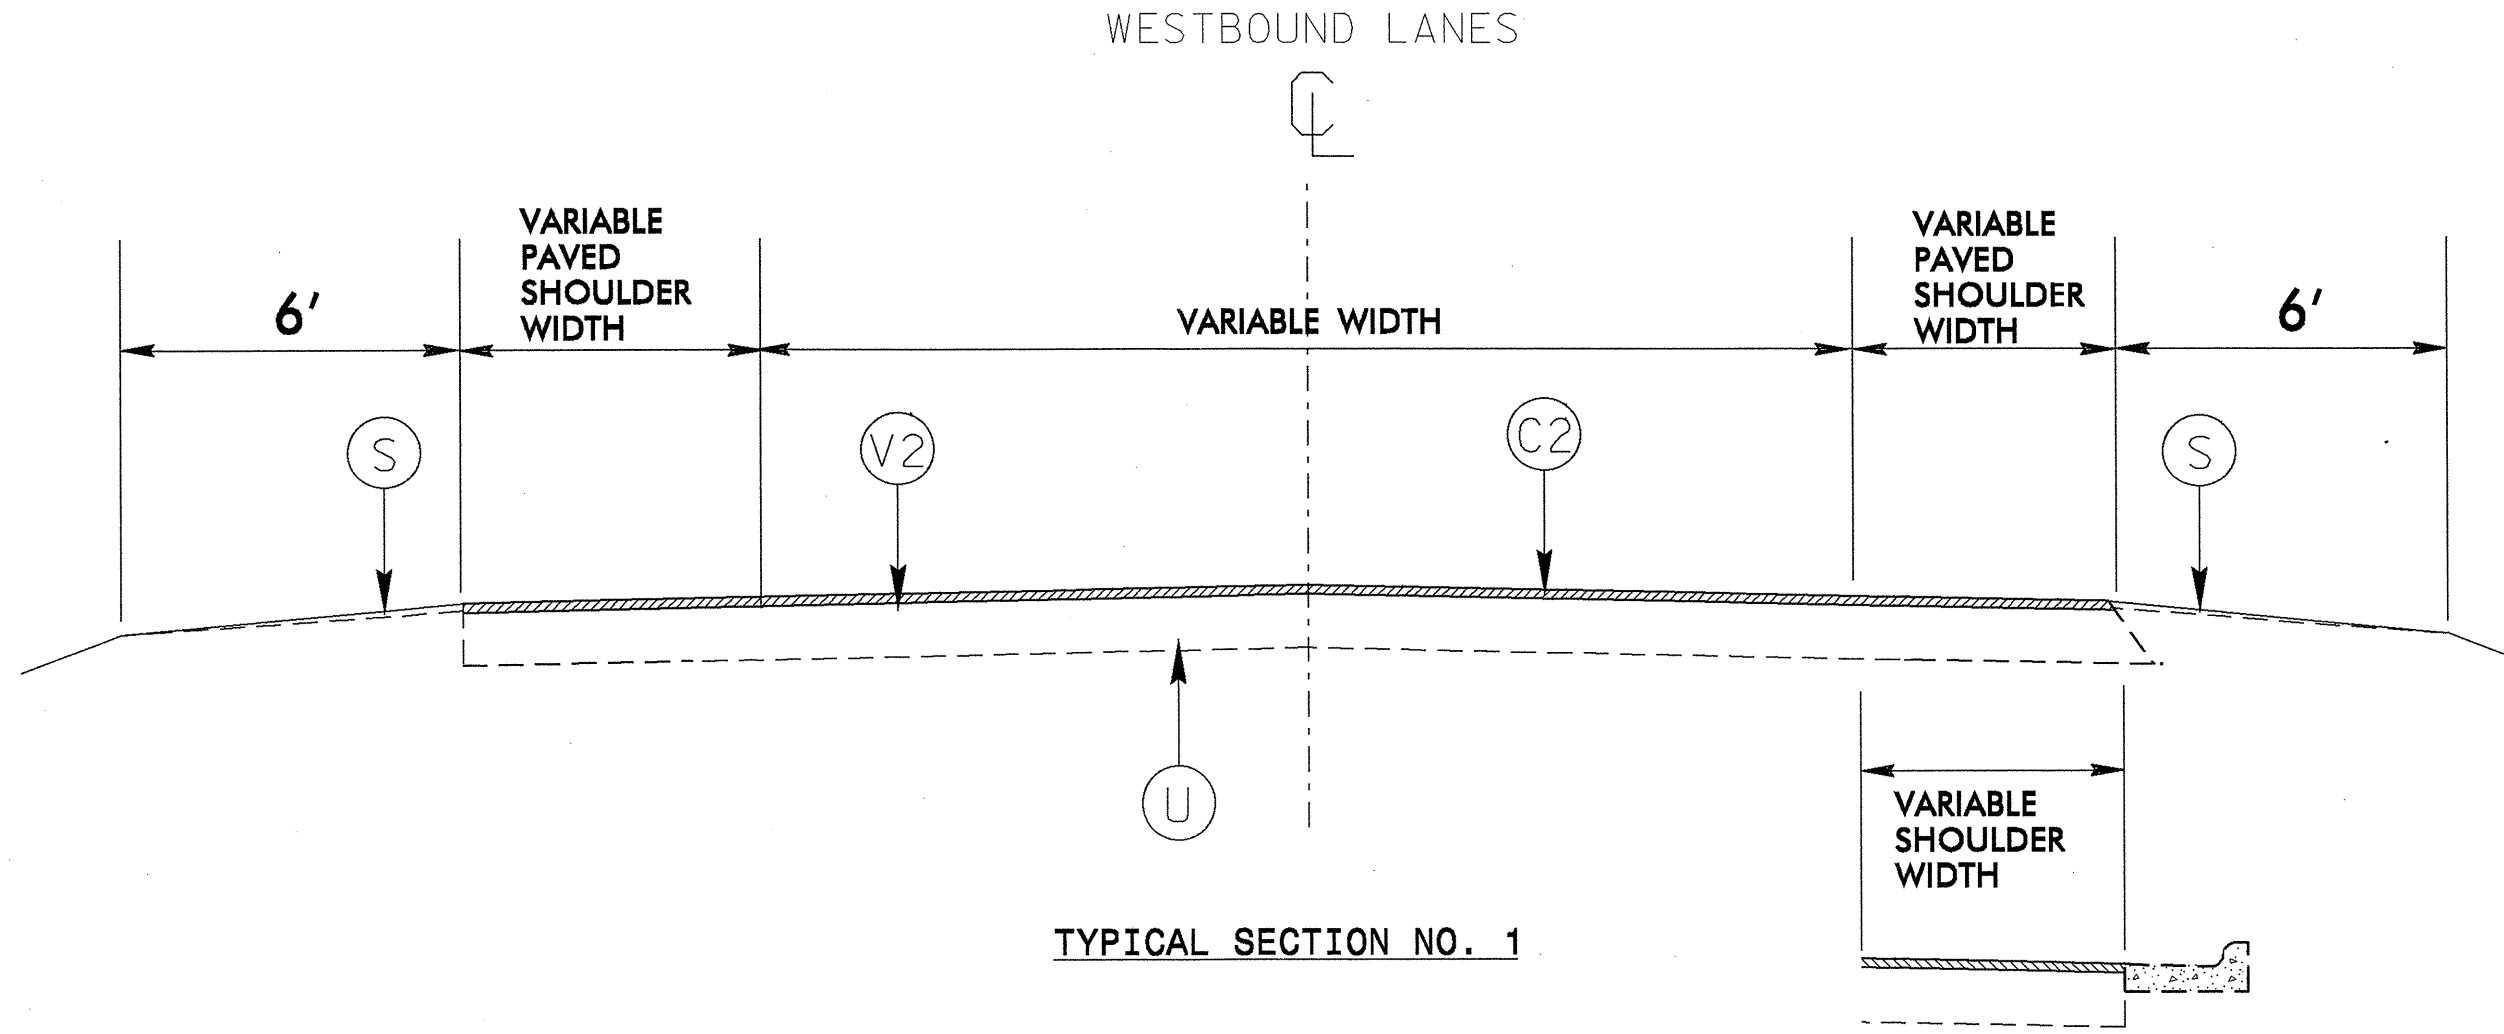 WESTBOUND LANES
CL
VARIABLE
PAVED
SHOULDER
WIDTH
VARIABLE
PAVED
SHOULDER
WIDTH
6'
VARIABLE WIDTH
6'
S
V2
C2
S
U
VARIABLE
SHOULDER
WIDTH
TYPICAL SECTION NO. 1